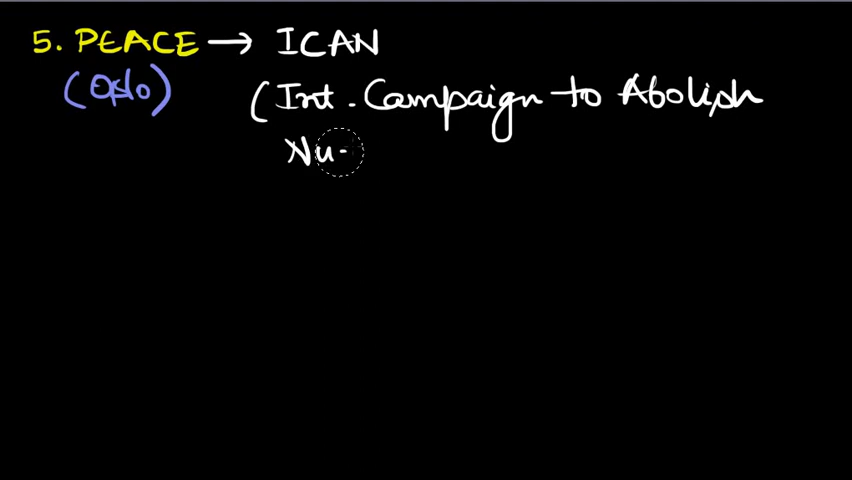 5. PEACE → ICAN
(Oslo) (Int. Campaign to Abolish
Nu